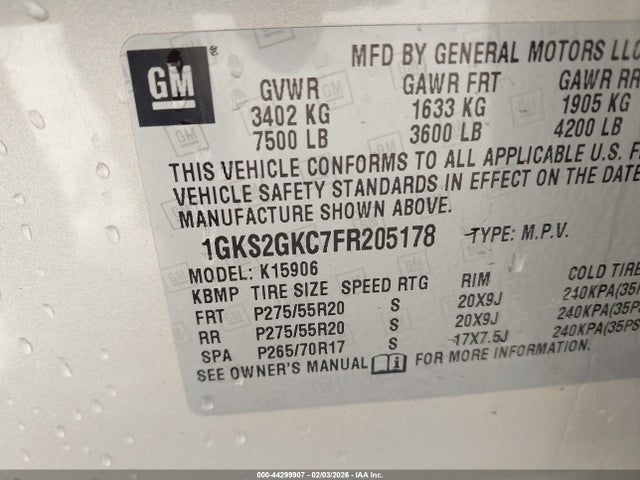 GM
MFD BY GENERAL MOTORS LLC
GVWR GAWR FRT GAWR RR
3402 KG 1633 KG 1905 KG
7500 LB 3600 LB 4200 LB
THIS VEHICLE CONFORMS TO ALL APPLICABLE U.S. F
VEHICLE SAFETY STANDARDS IN EFFECT ON THE DATE
MANUFACTURE SHOWN ABOVE.
1GKS2GKC7FR205178 TYPE: M.P.V.
MODEL: K15906
KBMP TIRE SIZE SPEED RTG RIM COLD TIRE
FRT P275/55R20 S 20X9J 240KPA(35P
RR P275/55R20 S 20X9J 240KPA(35P
SPA P265/70R17 S 17X7.5J 240KPA(35PS
SEE OWNER'S MANUAL FOR MORE INFORMATION.
000-44299907 - 02/03/2026 - IAA Inc.